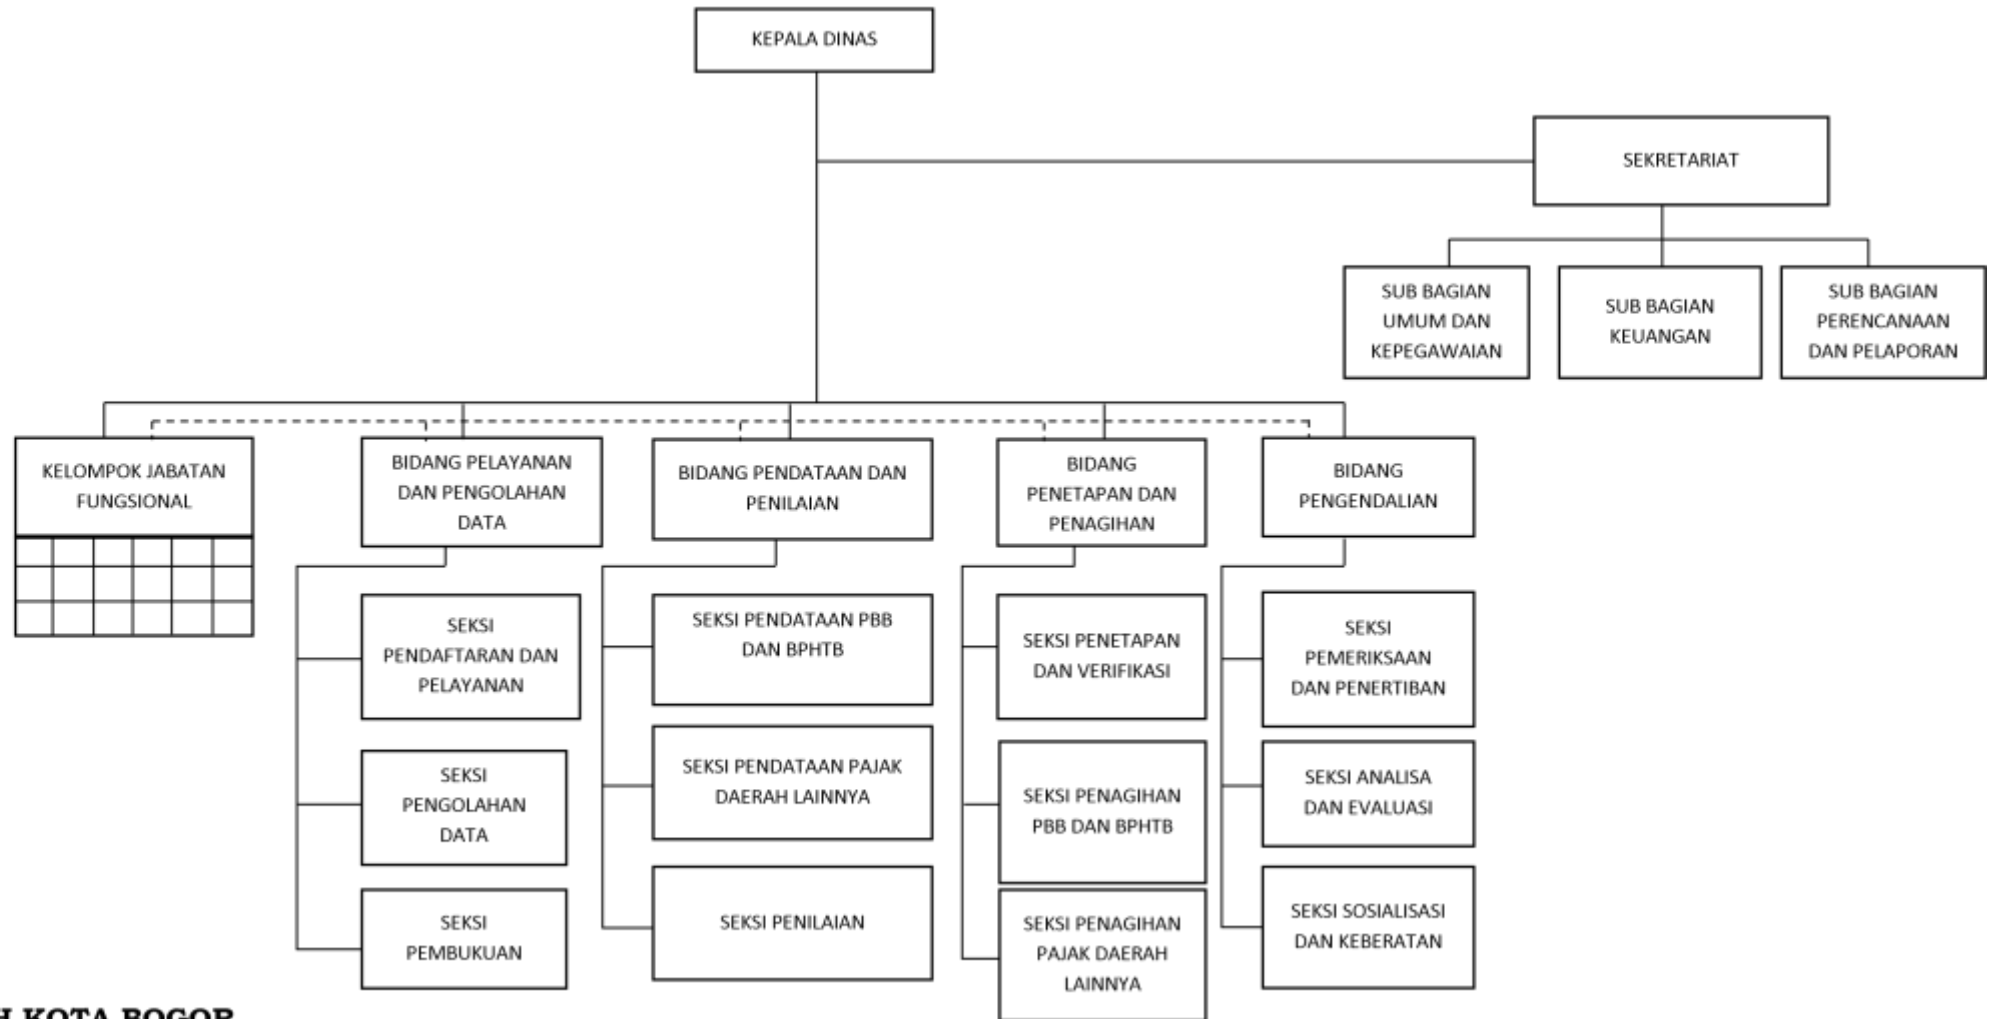 KEPALA DINAS
SEKRETARIAT
SUB BAGIAN
UMUM DAN
KEPEGAWAIAN
SUB BAGIAN
KEUANGAN
SUB BAGIAN
PERENCANAAN
DAN PELAPORAN
KELOMPOK JABATAN
FUNGSIONAL
BIDANG PELAYANAN
DAN PENGOLAHAN
DATA
BIDANG PENDATAAN DAN
PENILAIAN
BIDANG
PENETAPAN DAN
PENAGIHAN
BIDANG
PENGENDALIAN
SEKSI
PENDAFTARAN DAN
PELAYANAN
SEKSI
PENGOLAHAN
DATA
SEKSI
PEMBUKUAN
SEKSI PENDATAAN PBB
DAN BPHTB
SEKSI PENDATAAN PAJAK
DAERAH LAINNYA
SEKSI PENILAIAN
SEKSI PENETAPAN
DAN VERIFIKASI
SEKSI PENAGIHAN
PBB DAN BPHTB
SEKSI PENAGIHAN
PAJAK DAERAH
LAINNYA
SEKSI
PEMERIKSAAN
DAN PENERTIBAN
SEKSI ANALISA
DAN EVALUASI
SEKSI SOSIALISASI
DAN KEBERATAN
H KOTA BOGOR